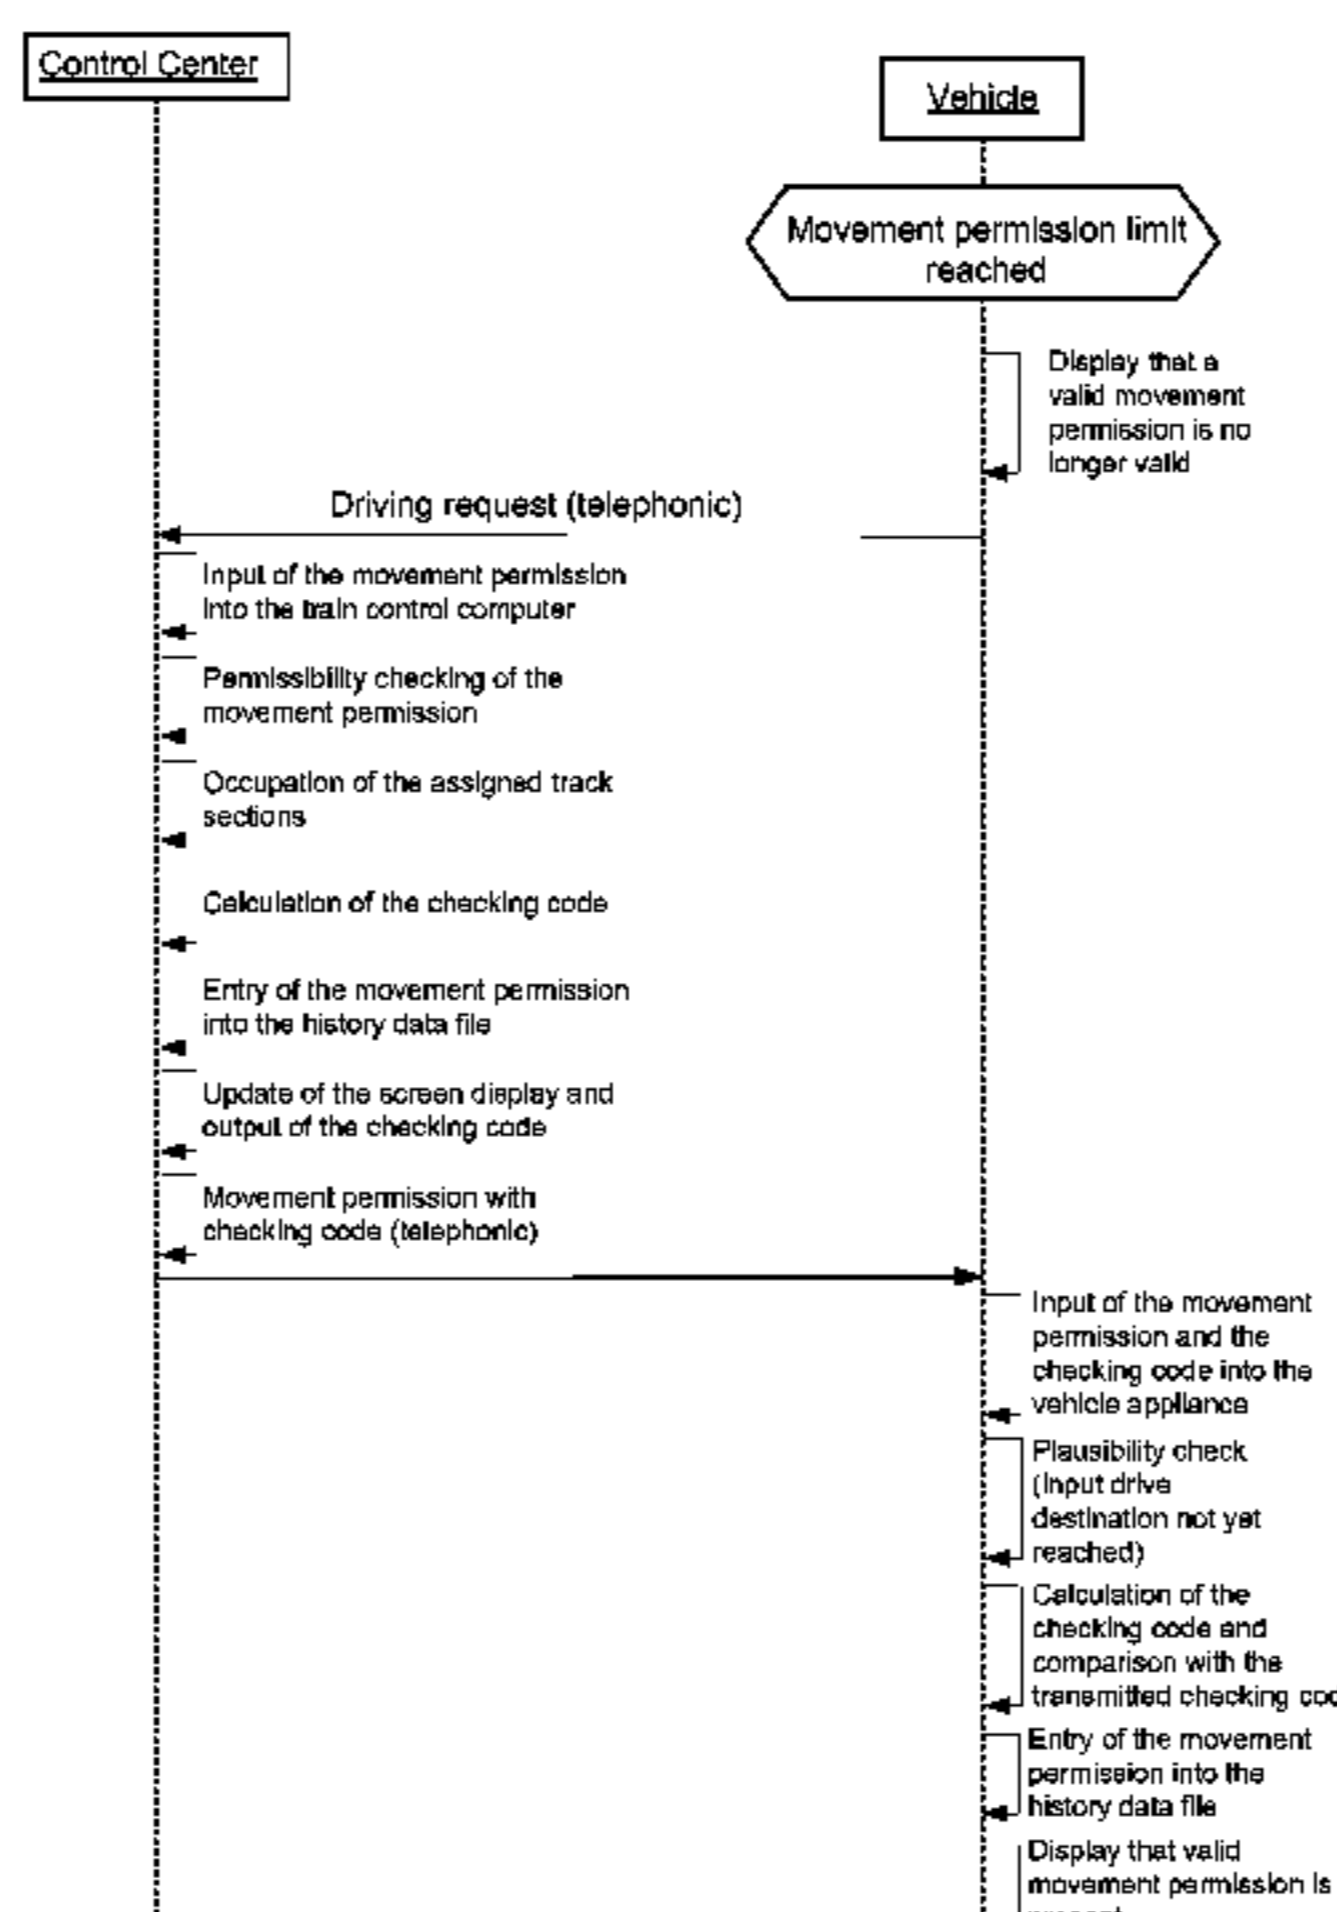 Control Center
Vehicle
Movement permission limit
reached
Display that a
valid movement
permission is no
longer valid
Driving request (telephonic)
Input of the movement permission
into the train control computer
Permissibility checking of the
movement permission
Occupation of the assigned track
sections
Calculation of the checking code
Entry of the movement permission
into the history data file
Update of the screen display and
output of the checking code
Movement permission with
checking code (telephonic)
Input of the movement
permission and the
checking code into the
vehicle appliance
Plausibility check
(input drive
destination not yet
reached)
Calculation of the
checking code and
comparison with the
transmitted checking
Entry of the movement
permission into the
history data file
Display that valid
movement permission is